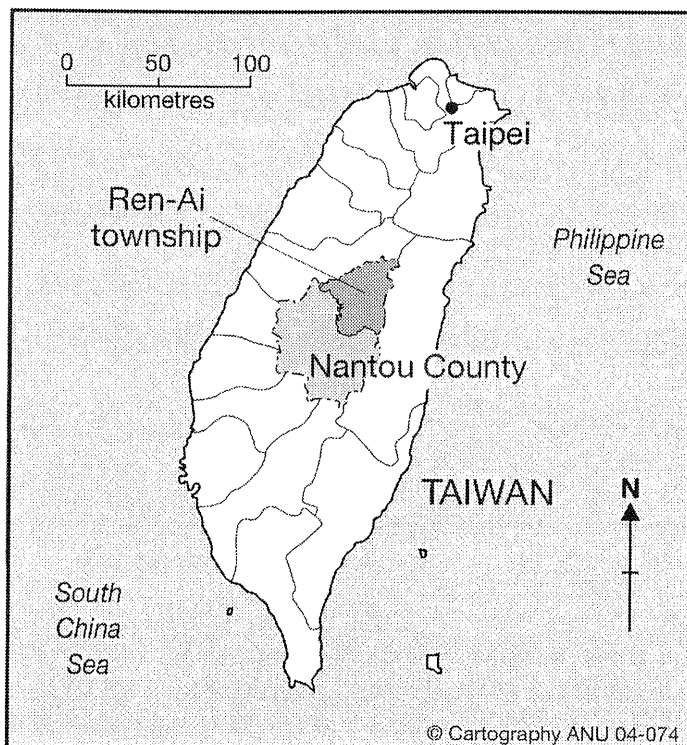 0 50 100
kilometres
Taipei
Ren-Ai
township
Philippine
Sea
Nantou County
TAIWAN
N
South
China
Sea
© Cartography ANU 04-074